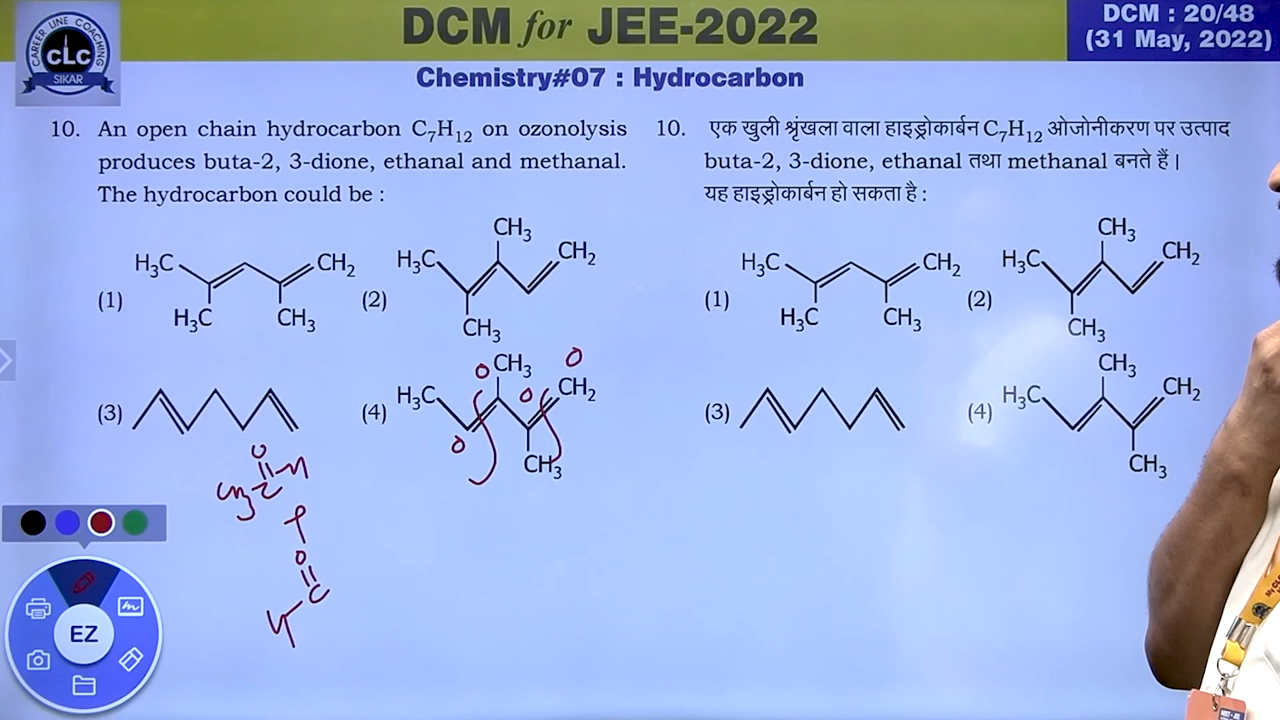 CAREER LINE COACHING
CLC
SIKAR
DCM for JEE-2022
DCM : 20/48
(31 May, 2022)
Chemistry#07 : Hydrocarbon
10. An open chain hydrocarbon C₇H₁₂ on ozonolysis
produces buta-2, 3-dione, ethanal and methanal.
The hydrocarbon could be :
(1)
H₃C
H₃C
CH₃
CH₂
(2)
H₃C
CH₃
CH₃
CH₂
(3)
(4)
H₃C
CH₃
CH₂
CH₃
O
O
O
O
O
O
C
10. एक खुली श्रृंखला वाला हाइड्रोकार्बन C₇H₁₂ ओजोनीकरण पर उत्पाद
buta-2, 3-dione, ethanal तथा methanal बनते हैं।
यह हाइड्रोकार्बन हो सकता है :
(1)
H₃C
H₃C
CH₃
CH₂
(2)
H₃C
CH₃
CH₃
CH₂
(3)
(4)
H₃C
CH₃
CH₂
CH₃
EZ